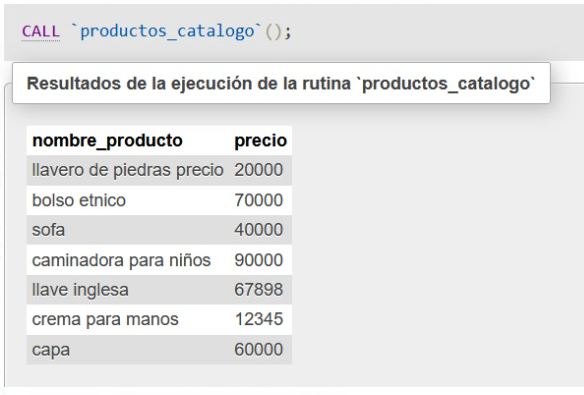 CALL `productos_catalogo`();
Resultados de la ejecución de la rutina `productos_catalogo`
nombre_producto precio
llavero de piedras precio 20000
bolso etnico 70000
sofa 40000
caminadora para niños 90000
llave inglesa 67898
crema para manos 12345
capa 60000